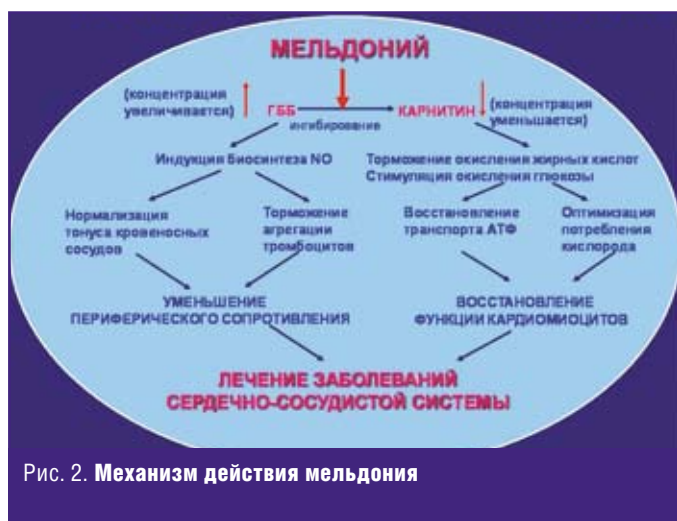 МЕЛЬДОНИЙ
(концентрация
увеличивается)
ГББ
ингибирование
КАРНИТИН
(концентрация
уменьшается)
Индукция биосинтеза NO
Торможение окисления жирных кислот
Стимуляция окисления глюкозы
Нормализация
тонуса кровеносных
сосудов
Торможение
агрегации
тромбоцитов
Восстановление
транспорта АТФ
Оптимизация
потребления
кислорода
УМЕНЬШЕНИЕ
ПЕРИФЕРИЧЕСКОГО СОПРОТИВЛЕНИЯ
ВОССТАНОВЛЕНИЕ
ФУНКЦИИ КАРДИОМИОЦИТОВ
ЛЕЧЕНИЕ ЗАБОЛЕВАНИЙ
СЕРДЕЧНО-СОСУДИСТОЙ СИСТЕМЫ
Рис. 2. Механизм действия мельдония